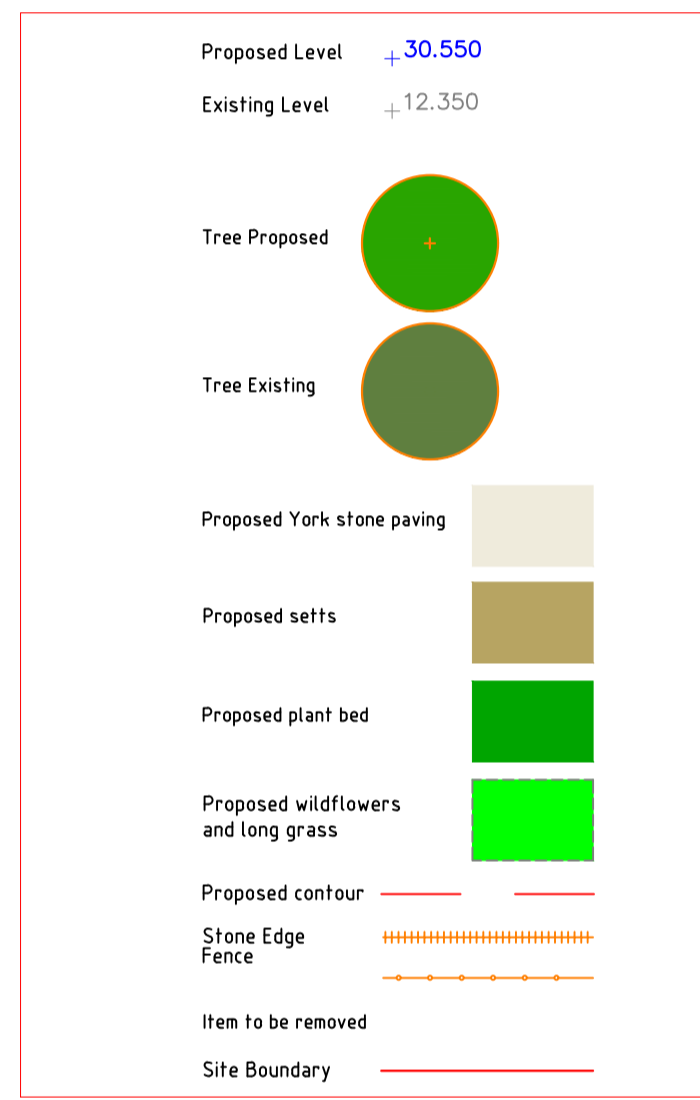 Proposed Level +30.550
Existing Level +12.350
Tree Proposed
Tree Existing
Proposed York stone paving
Proposed setts
Proposed plant bed
Proposed wildflowers
and long grass
Proposed contour
Stone Edge
Fence
Item to be removed
Site Boundary